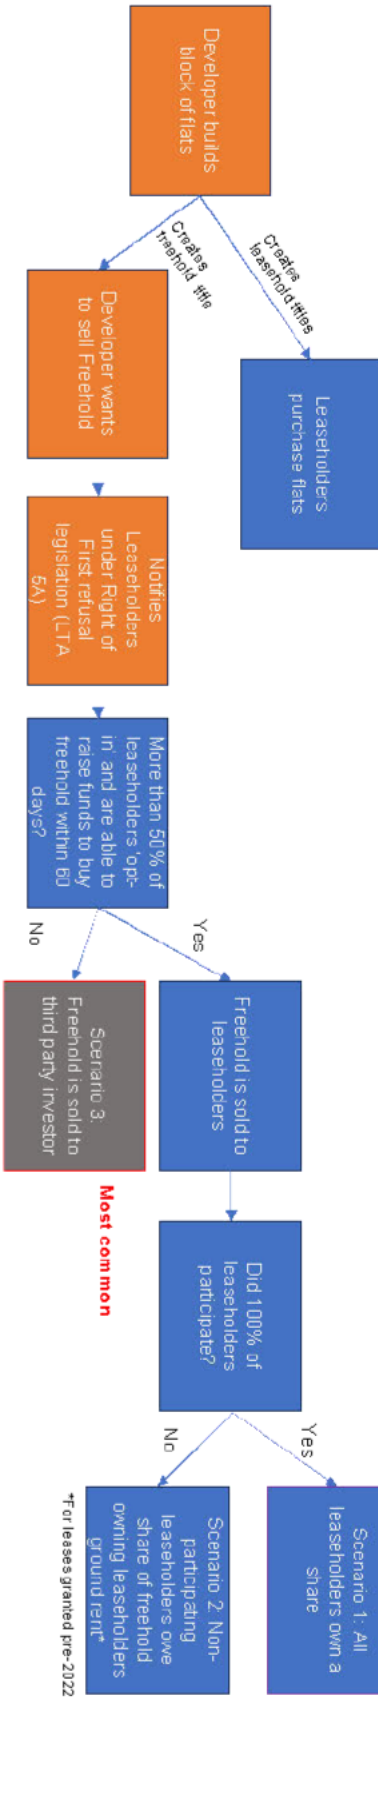 Developer builds
block of flats
Creates
leasehold titles
Creates
freehold title
Leaseholders
purchase flats
Developer wants
to sell Freehold
Notifies
Leaseholders
under Right of
First refusal
legislation (LTA
5A)
More than 50% of
leaseholders 'opt-
in' and are able to
raise funds to buy
freehold within 60
days?
Yes
No
Freehold is sold to
leaseholders
Scenario 3.
Freehold is sold to
third party investor
Most common
Did 100% of
leaseholders
participate?
Yes
No
Scenario 1: All
leaseholders own a
share
Scenario 2: Non-
participating
leaseholders owe
share of freehold
owning leaseholders
ground rent*
*For leases granted pre-2022